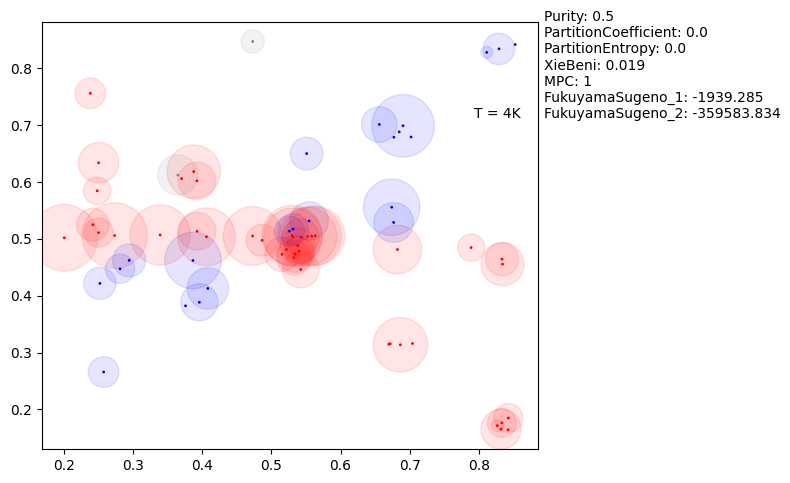 Purity: 0.5
PartitionCoefficient: 0.0
PartitionEntropy: 0.0
XieBeni: 0.019
MPC: 1
FukuyamaSugeno_1: -1939.285
FukuyamaSugeno_2: -359583.834
T = 4K
0.8
0.7
0.6
0.5
0.4
0.3
0.2
0.2 0.3 0.4 0.5 0.6 0.7 0.8